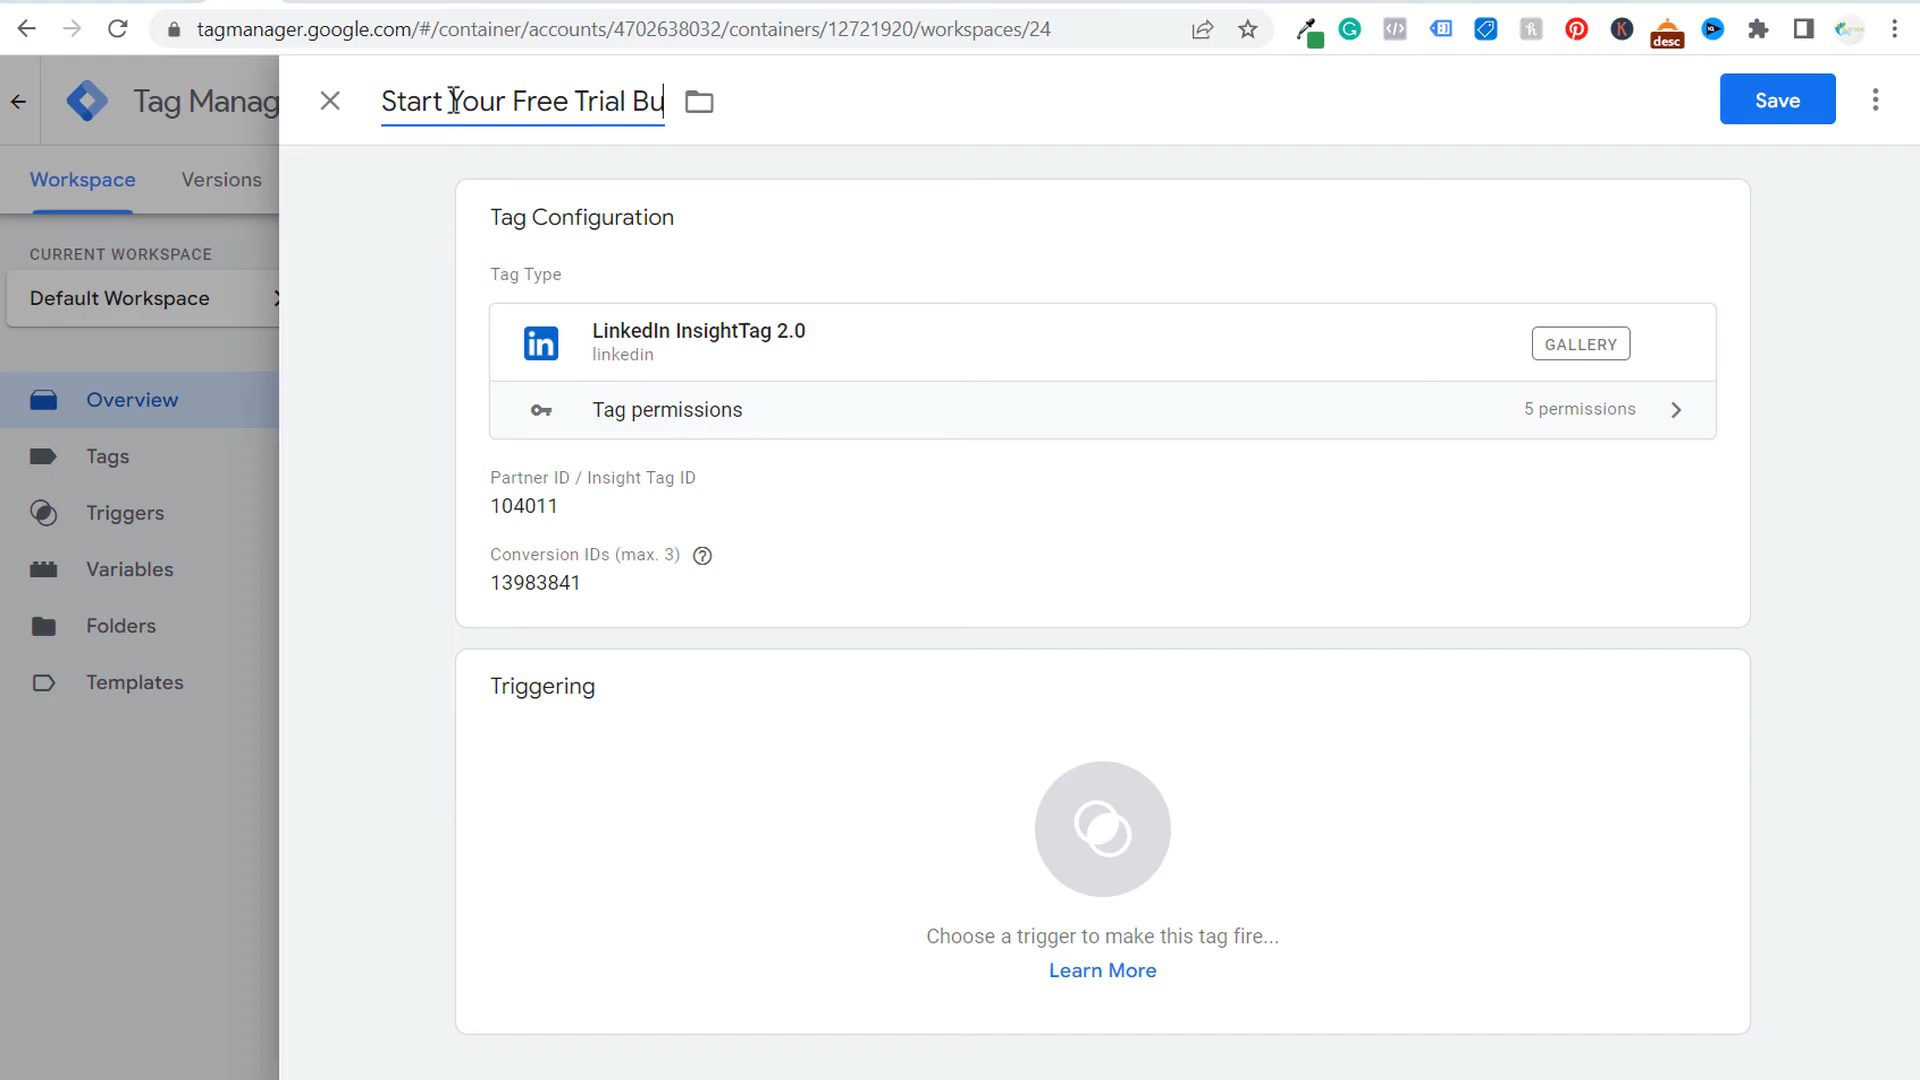 tagmanager.google.com/#/container/accounts/4702638032/containers/12721920/workspaces/24
desc
Tag Manag
Start Your Free Trial Bu
Save
Workspace
Versions
CURRENT WORKSPACE
Default Workspace
Overview
Tags
Triggers
Variables
Folders
Templates
Tag Configuration
Tag Type
in
LinkedIn InsightTag 2.0
linkedin
GALLERY
Tag permissions
5 permissions
Partner ID / Insight Tag ID
104011
Conversion IDs (max. 3)
13983841
Triggering
Choose a trigger to make this tag fire...
Learn More